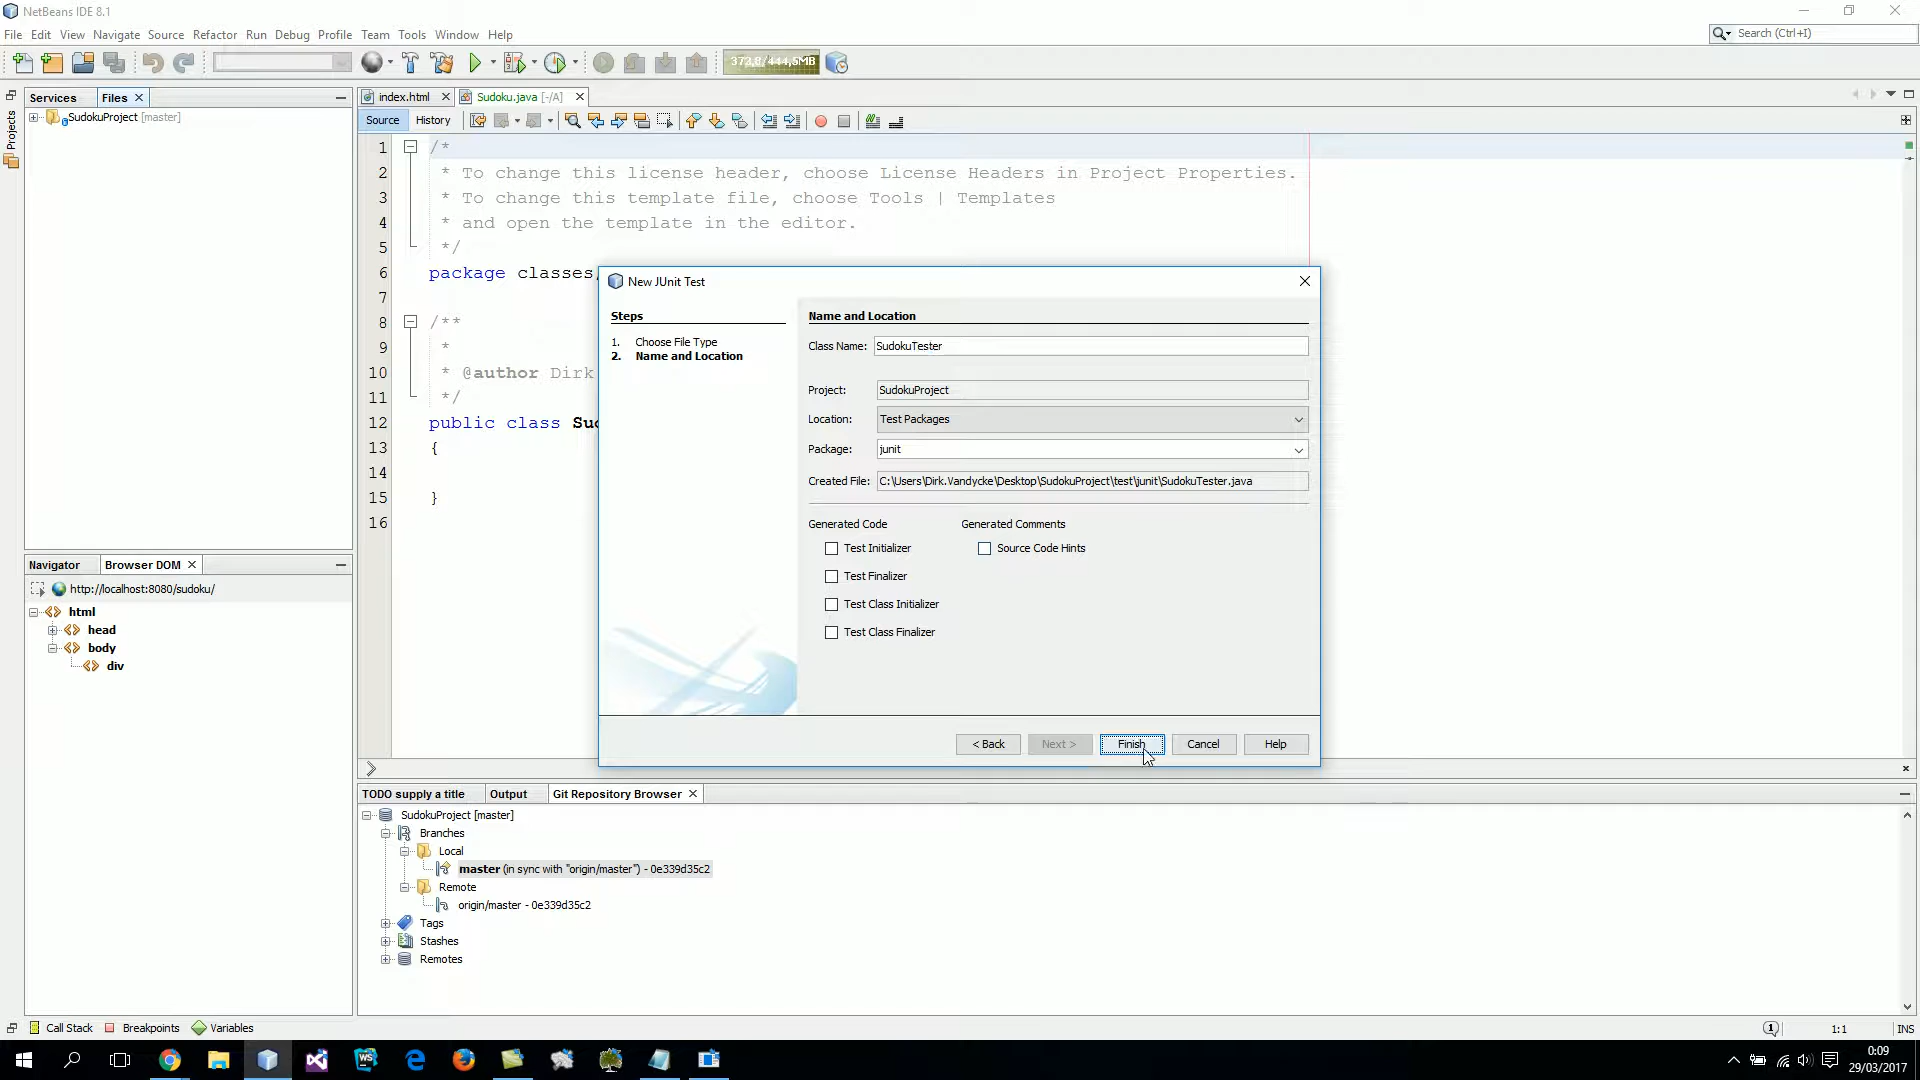 NetBeans IDE 8.1
File Edit View Navigate Source Refactor Run Debug Profile Team Tools Window Help
Search (Ctrl+I)
373,8/444,5MB
Projects
Services Files
SudokuProject [master]
index.html Sudoku.java [-/A]
Source History
1 /*
2 * To change this license header, choose License Headers in Project Properties.
3 * To change this template file, choose Tools | Templates
4 * and open the template in the editor.
5 */
6 package classes;
7
8 /**
9 *
10 * @author Dirk
11 */
12 public class Sud
13 {
14
15 }
16
New JUnit Test
Steps
1. Choose File Type
2. Name and Location
Name and Location
Class Name: SudokuTester
Project: SudokuProject
Location: Test Packages
Package: junit
Created File: C:\Users\Dirk.Vandycke\Desktop\SudokuProject\test\junit\SudokuTester.java
Generated Code Generated Comments
Test Initializer Source Code Hints
Test Finalizer
Test Class Initializer
Test Class Finalizer
< Back Next > Finish Cancel Help
Navigator Browser DOM
http://localhost:8080/sudoku/
html
head
body
div
TODO supply a title Output Git Repository Browser
SudokuProject [master]
Branches
Local
master (in sync with "origin/master") - 0e339d35c2
Remote
origin/master - 0e339d35c2
Tags
Stashes
Remotes
Call Stack Breakpoints Variables
1 1:1 INS
WS
0:09
29/03/2017